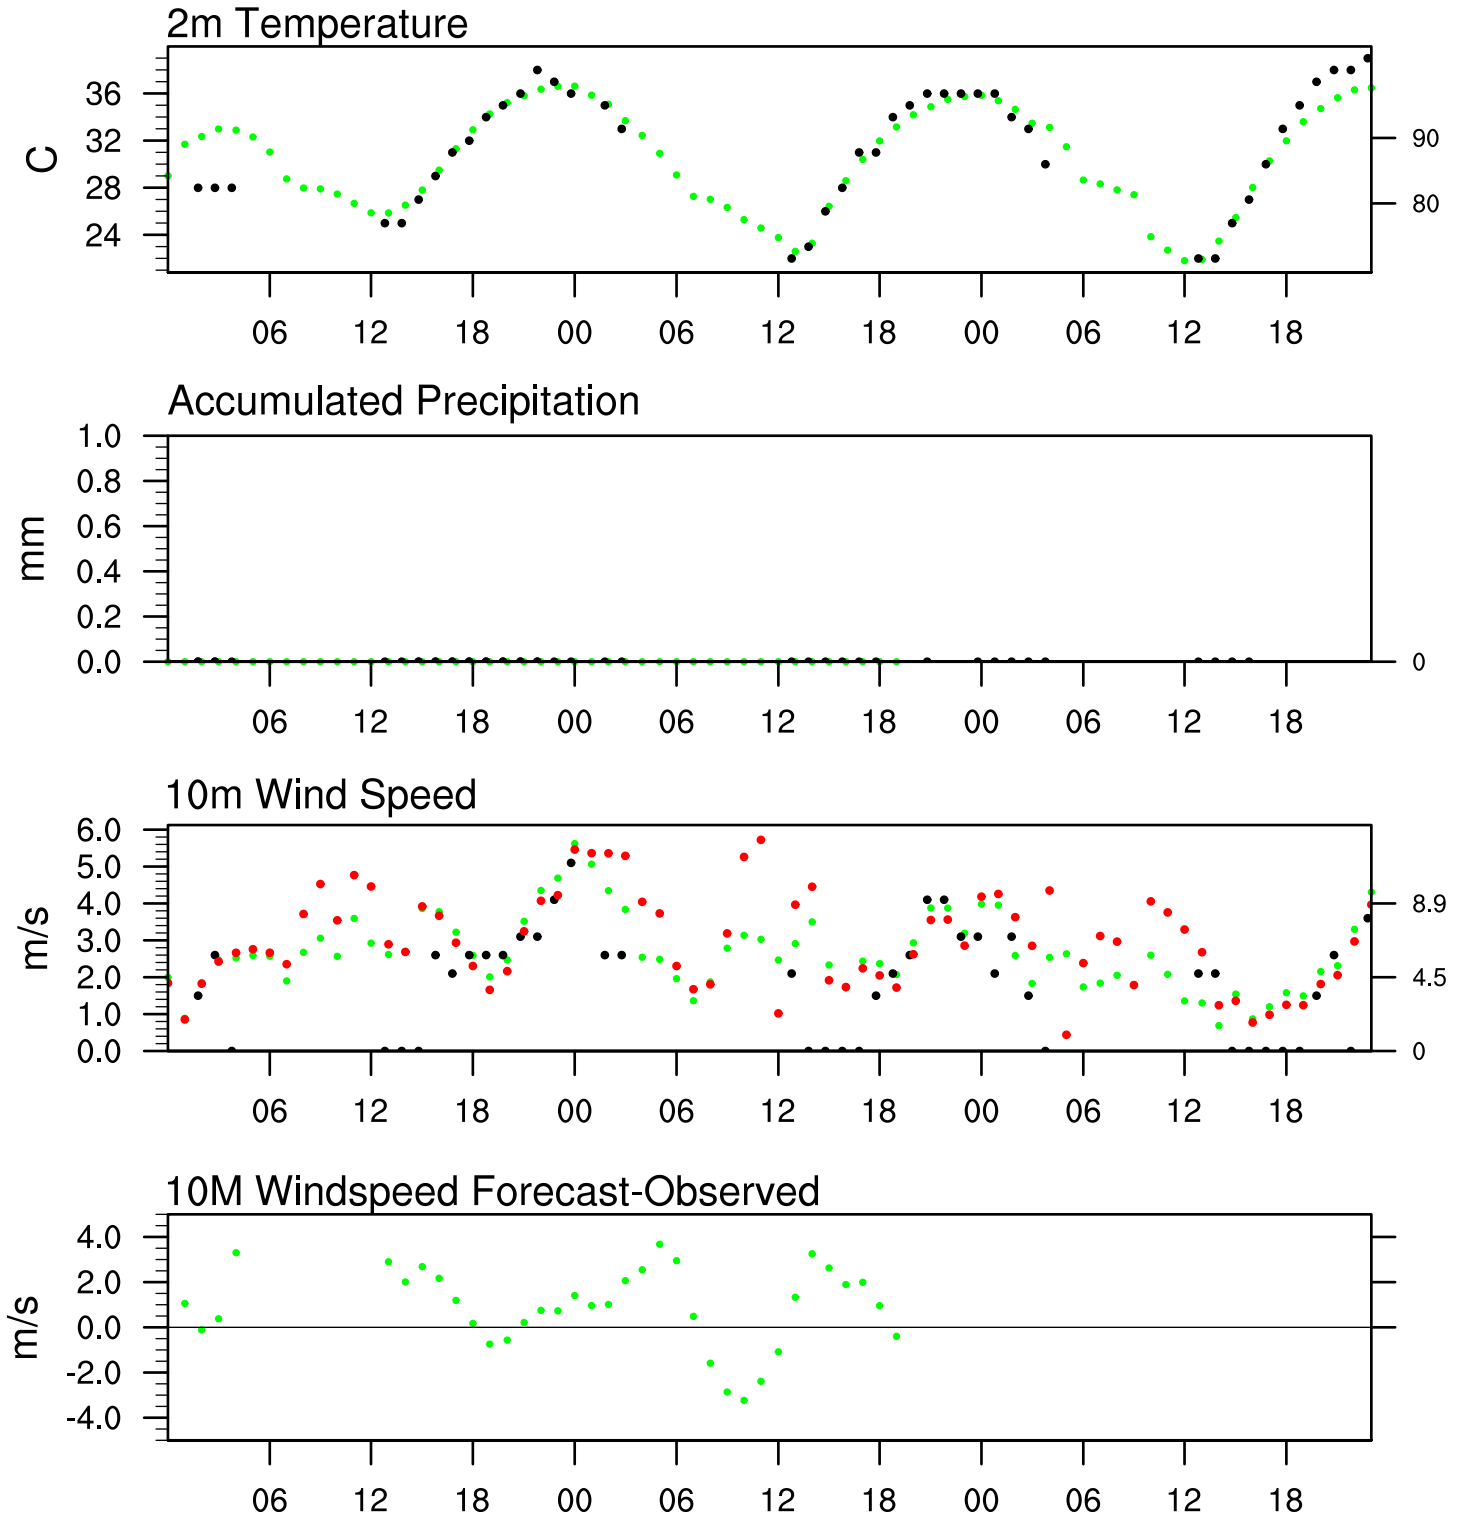 2m Temperature
36
32
28
24
C
90
80
06 12 18 00 06 12 18 00 06 12 18
Accumulated Precipitation
1.0
0.8
0.6
0.4
0.2
0.0
mm
0
06 12 18 00 06 12 18 00 06 12 18
10m Wind Speed
6.0
5.0
4.0
3.0
2.0
1.0
0.0
m/s
8.9
4.5
0
06 12 18 00 06 12 18 00 06 12 18
10M Windspeed Forecast-Observed
4.0
2.0
0.0
-2.0
-4.0
m/s
06 12 18 00 06 12 18 00 06 12 18